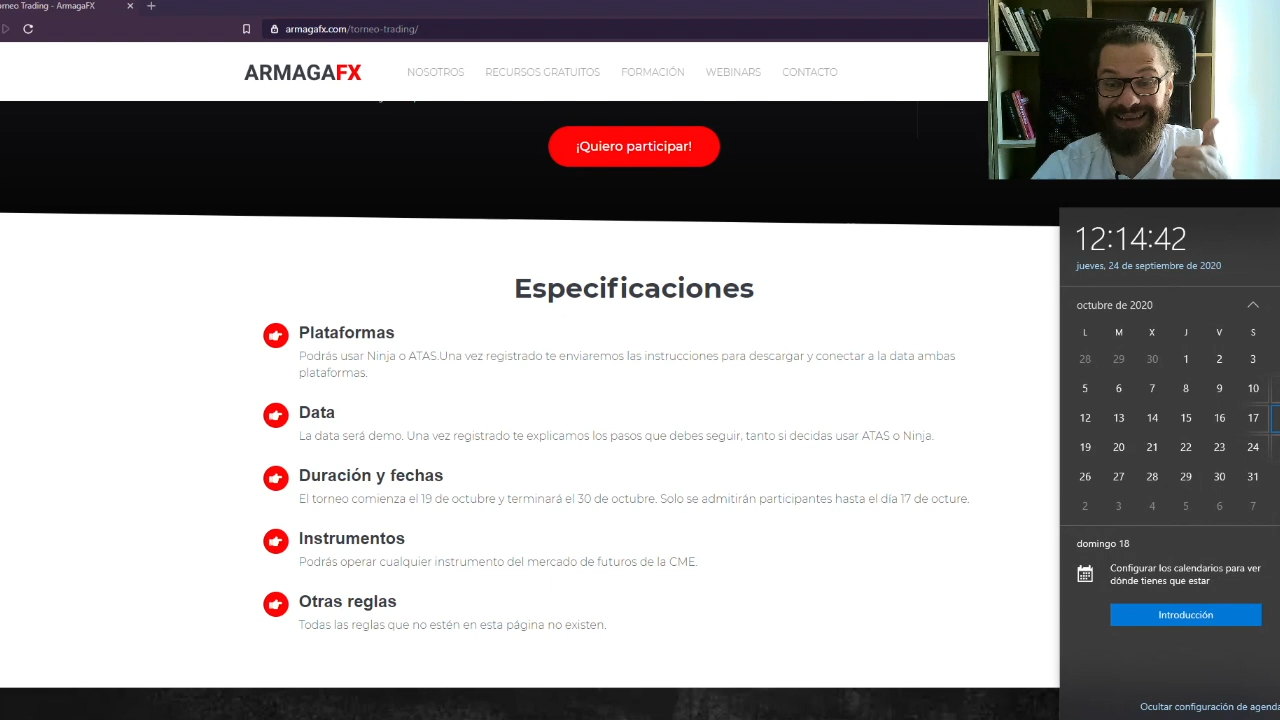 orneo Trading - ArmagaFX
armagafx.com/torneo-trading/
ARMAGAFX NOSOTROS RECURSOS GRATUITOS FORMACIÓN WEBINARS CONTACTO
¡Quiero participar!
Especificaciones
Plataformas
Podrás usar Ninja o ATAS.Una vez registrado te enviaremos las instrucciones para descargar y conectar a la data ambas
plataformas.
Data
La data será demo. Una vez registrado te explicamos los pasos que debes seguir, tanto si decidas usar ATAS o Ninja.
Duración y fechas
El torneo comienza el 19 de octubre y terminará el 30 de octubre. Solo se admitirán participantes hasta el día 17 de octure.
Instrumentos
Podrás operar cualquier instrumento del mercado de futuros de la CME.
Otras reglas
Todas las reglas que no estén en esta página no existen.
12:14:42
jueves, 24 de septiembre de 2020
octubre de 2020
L M X J V S
28 29 30 1 2 3
5 6 7 8 9 10
12 13 14 15 16 17
19 20 21 22 23 24
26 27 28 29 30 31
2 3 4 5 6 7
domingo 18
Configurar los calendarios para ver
dónde tienes que estar
Introducción
Ocultar configuración de agenda